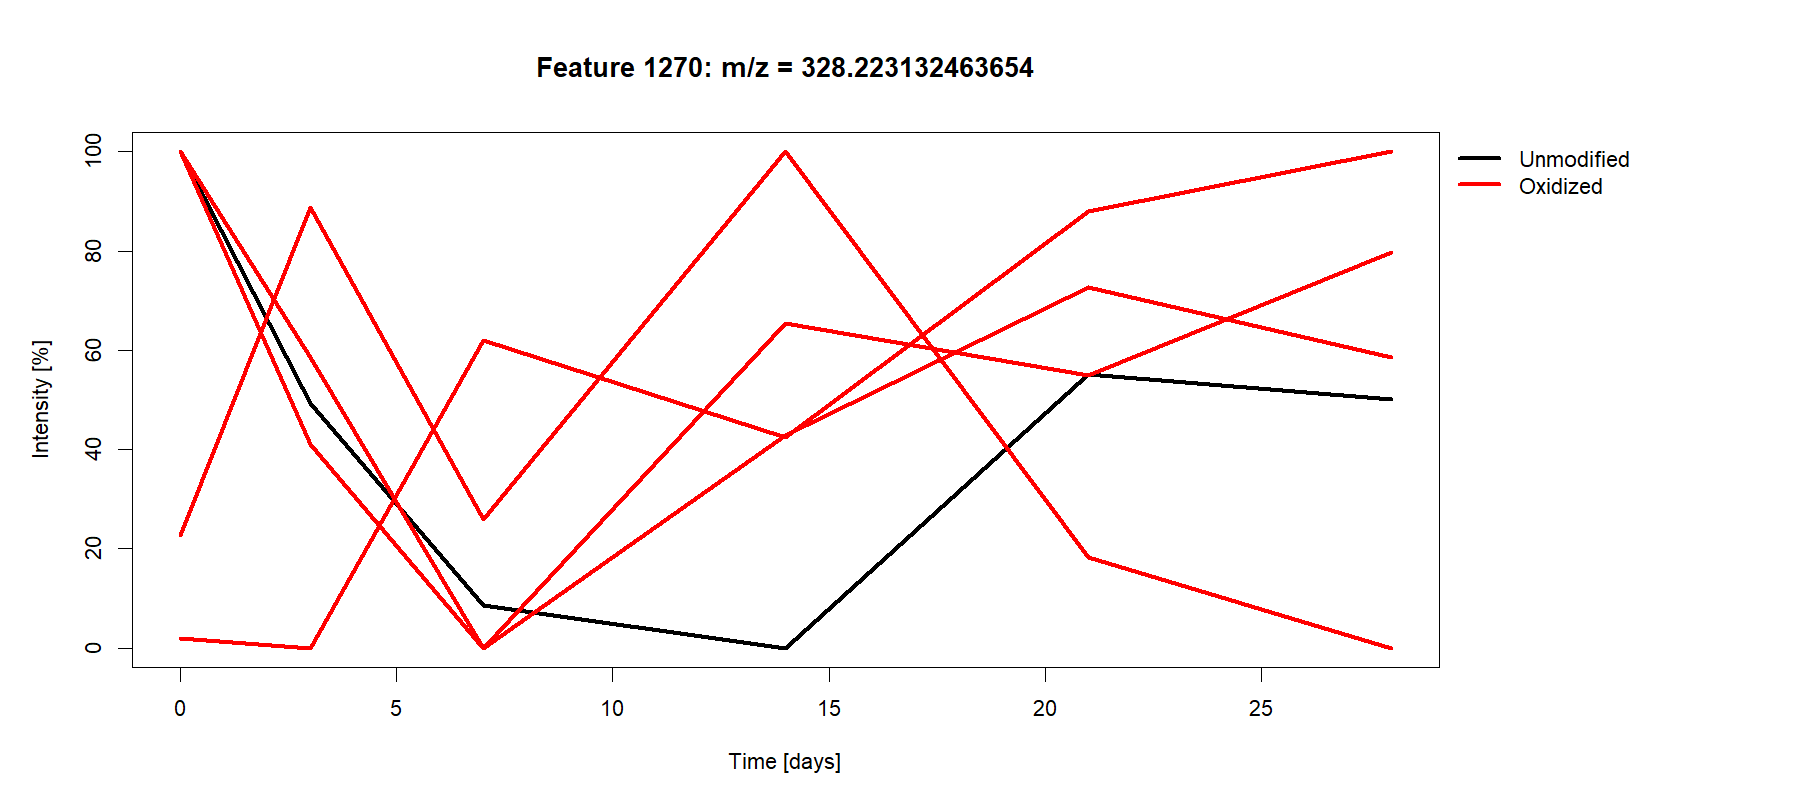 Feature 1270: m/z = 328.223132463654
Unmodified
Oxidized
Intensity [%]
100
80
60
40
20
0
0 5 10 15 20 25
Time [days]